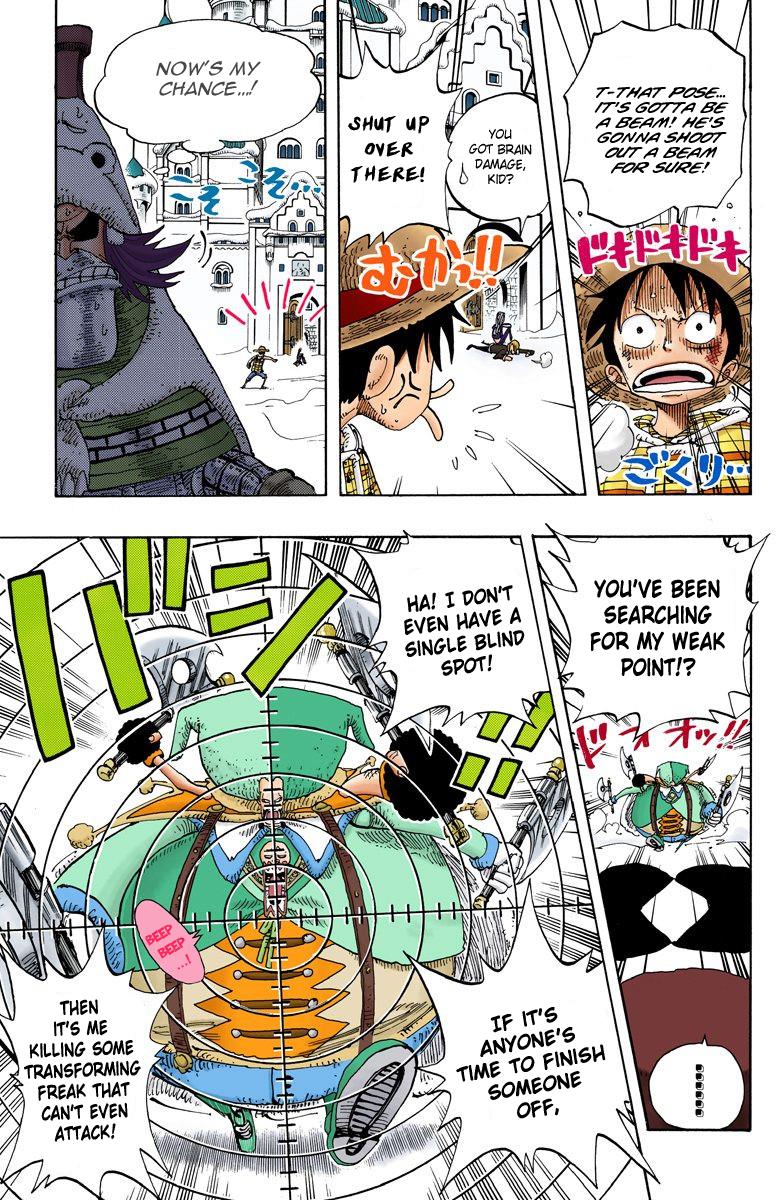 T-THAT POSE...
IT'S GOTTA BE
A BEAM! HE'S
GONNA SHOOT
OUT A BEAM
FOR SURE!
ドキドキドキ
ごくり…
YOU
GOT BRAIN
DAMAGE,
KID?
SHUT UP
OVER
THERE!
むかっ!!
NOW'S MY
CHANCE...!
こそこそ…
YOU'VE BEEN
SEARCHING
FOR MY WEAK
POINT!?
ドォオッ!!
HA! I DON'T
EVEN HAVE A
SINGLE BLIND
SPOT!
BEEP
BEEP
...!
IF IT'S
ANYONE'S
TIME TO FINISH
SOMEONE
OFF,
THEN
IT'S ME
KILLING SOME
TRANSFORMING
FREAK THAT
CAN'T EVEN
ATTACK!